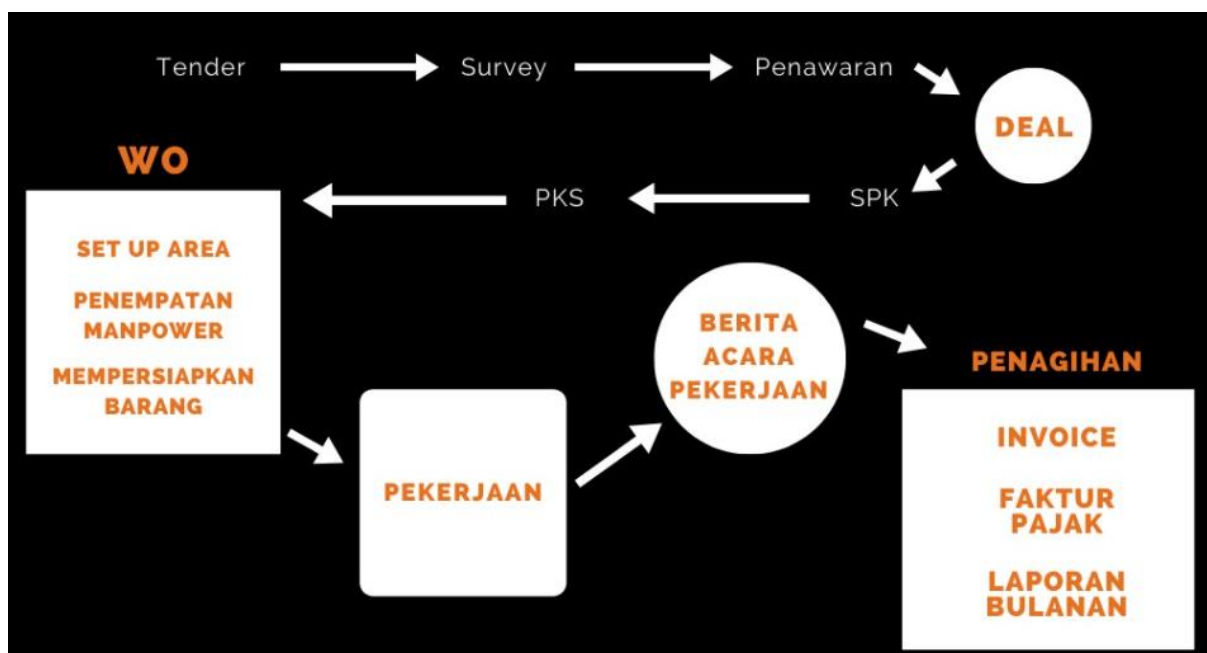 Tender
Survey
Penawaran
DEAL
SPK
PKS
WO
SET UP AREA
PENEMPATAN
MANPOWER
MEMPERSIAPKAN
BARANG
PEKERJAAN
BERITA
ACARA
PEKERJAAN
PENAGIHAN
INVOICE
FAKTUR
PAJAK
LAPORAN
BULANAN